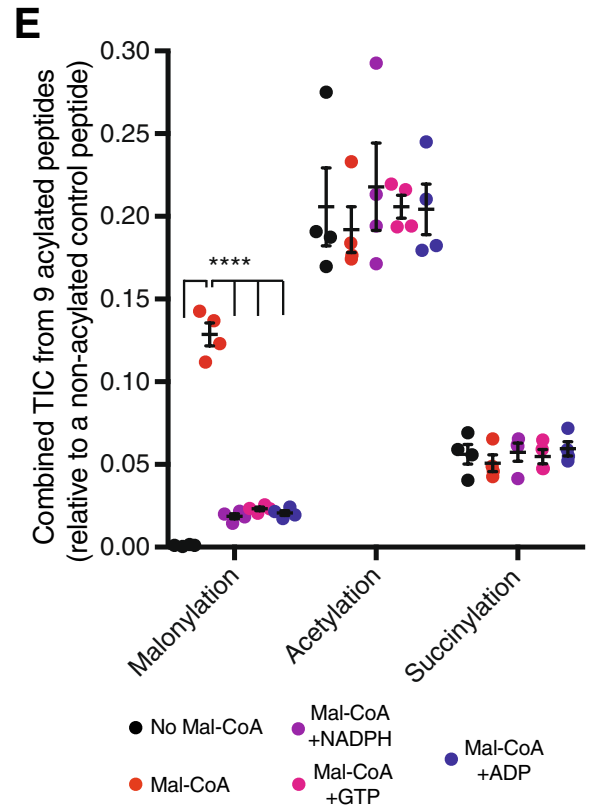 E
Combined TIC from 9 acylated peptides
(relative to a non-acylated control peptide)
0.30
0.25
0.20
0.15
0.10
0.05
0.00
****
Malonylation
Acetylation
Succinylation
No Mal-CoA
Mal-CoA
Mal-CoA
+NADPH
Mal-CoA
+GTP
Mal-CoA
+ADP